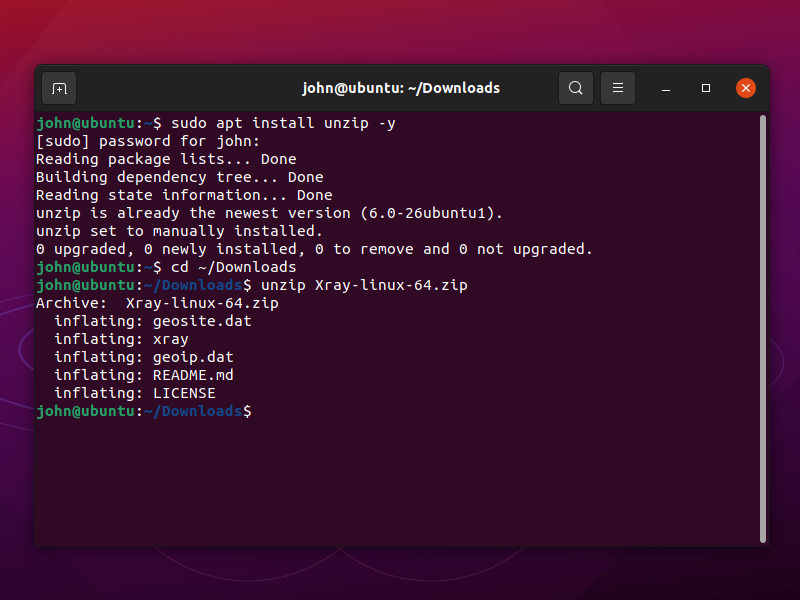 john@ubuntu: ~/Downloads
john@ubuntu:~$ sudo apt install unzip -y
[sudo] password for john:
Reading package lists... Done
Building dependency tree... Done
Reading state information... Done
unzip is already the newest version (6.0-26ubuntu1).
unzip set to manually installed.
0 upgraded, 0 newly installed, 0 to remove and 0 not upgraded.
john@ubuntu:~$ cd ~/Downloads
john@ubuntu:~/Downloads$ unzip Xray-linux-64.zip
Archive:  Xray-linux-64.zip
  inflating: geosite.dat
  inflating: xray
  inflating: geoip.dat
  inflating: README.md
  inflating: LICENSE
john@ubuntu:~/Downloads$